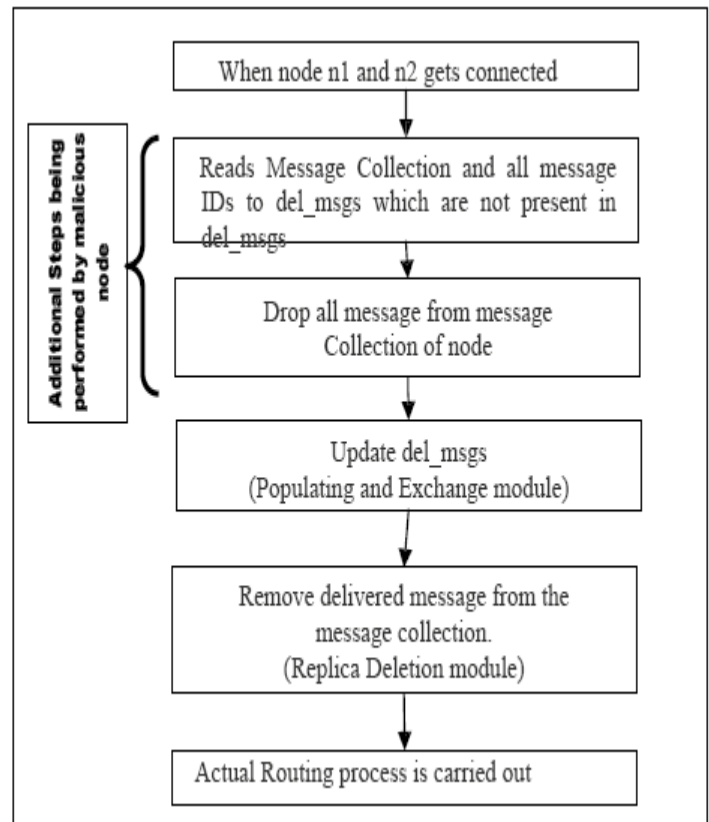 When node n1 and n2 gets connected
Additional Steps being
performed by malicious
node
Reads Message Collection and all message
IDs to del_msgs which are not present in
del_msgs
Drop all message from message
Collection of node
Update del_msgs
(Populating and Exchange module)
Remove delivered message from the
message collection.
(Replica Deletion module)
Actual Routing process is carried out